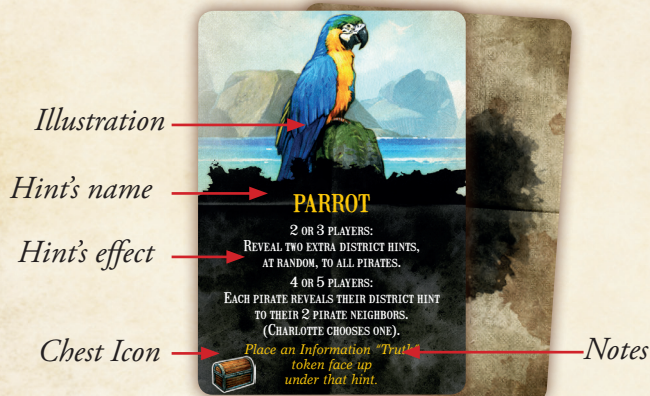 Illustration
Hint's name
PARROT
2 OR 3 PLAYERS:
REVEAL TWO EXTRA DISTRICT HINTS,
AT RANDOM, TO ALL PIRATES.
Hint's effect
4 OR 5 PLAYERS:
EACH PIRATE REVEALS THEIR DISTRICT HINT
TO THEIR 2 PIRATE NEIGHBORS.
(CHARLOTTE CHOOSES ONE).
Chest Icon
Place an Information "Truth"
token face up
under that hint.
Notes